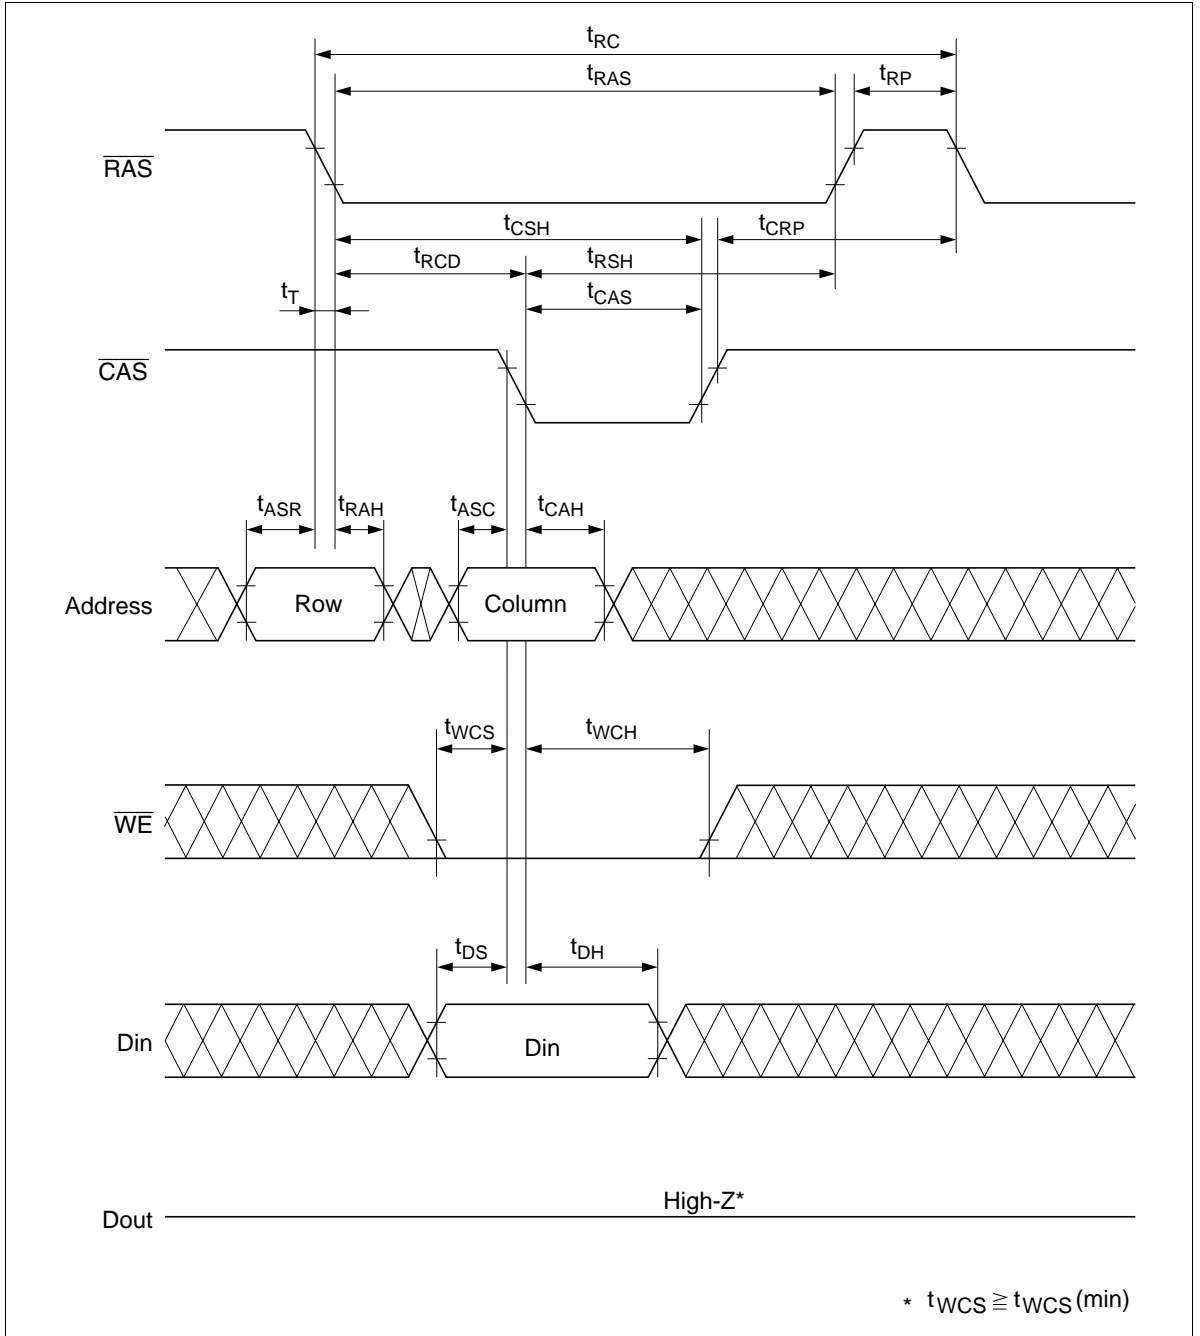 tRC
tRAS
tRP
RAS
tCSH
tCRP
tRCD
tRSH
tT
tCAS
CAS
tASR
tRAH
tASC
tCAH
Address
Row
Column
tWCS
tWCH
WE
tDS
tDH
Din
Din
High-Z*
Dout
* tWCS ≧ tWCS(min)